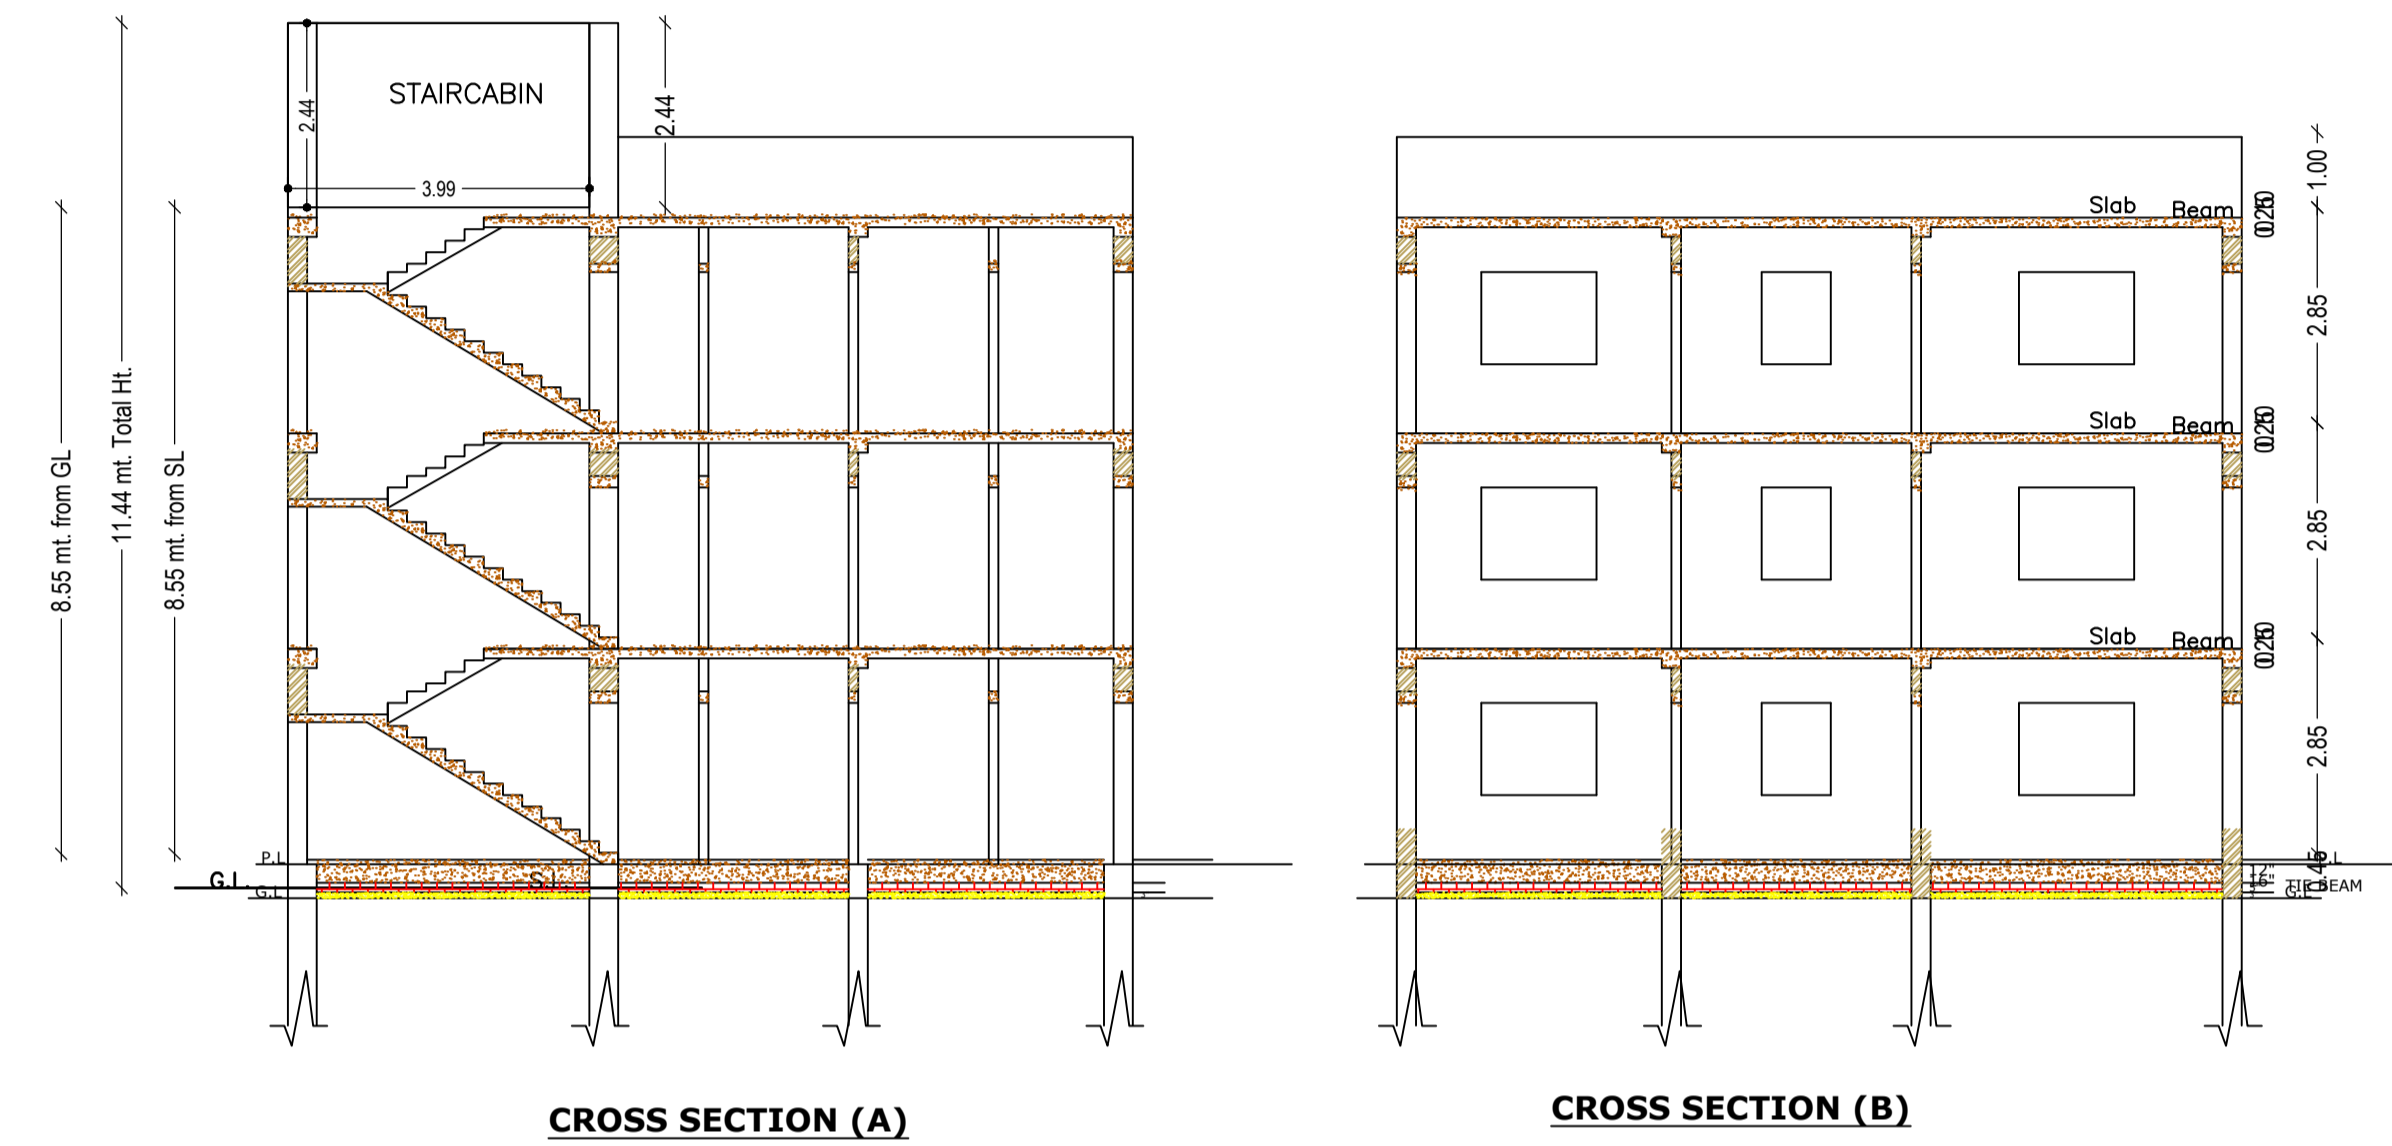 STAIRCABIN
2.44
3.99
2.44
8.55 mt. from GL
11.44 mt. Total Ht.
8.55 mt. from SL
P.L
G.L.
S.L.
G.L
CROSS SECTION (A)
1.00
Slab Beam
2.85
Slab Beam
2.85
Slab Beam
2.85
TIE BEAM
G.L
CROSS SECTION (B)